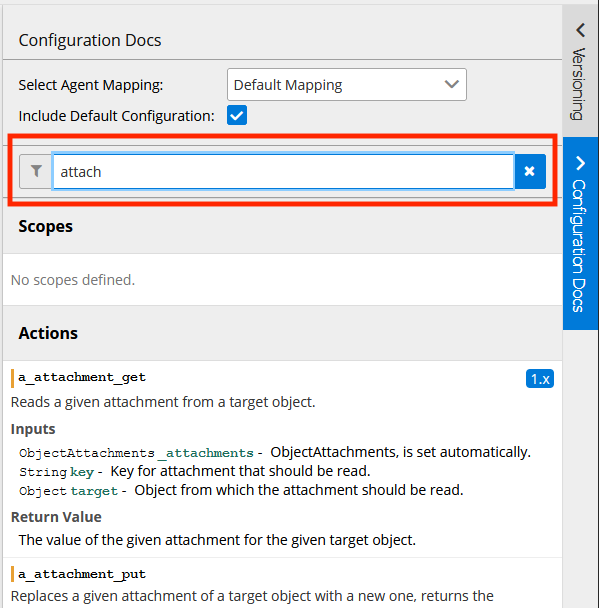 Configuration Docs
Select Agent Mapping: Default Mapping
Include Default Configuration:
attach
Scopes
No scopes defined.
Actions
a_attachment_get 1.x
Reads a given attachment from a target object.
Inputs
ObjectAttachments _attachments - ObjectAttachments, is set automatically.
String key - Key for attachment that should be read.
Object target - Object from which the attachment should be read.
Return Value
The value of the given attachment for the given target object.
a_attachment_put
Replaces a given attachment of a target object with a new one, returns the
Versioning
Configuration Docs